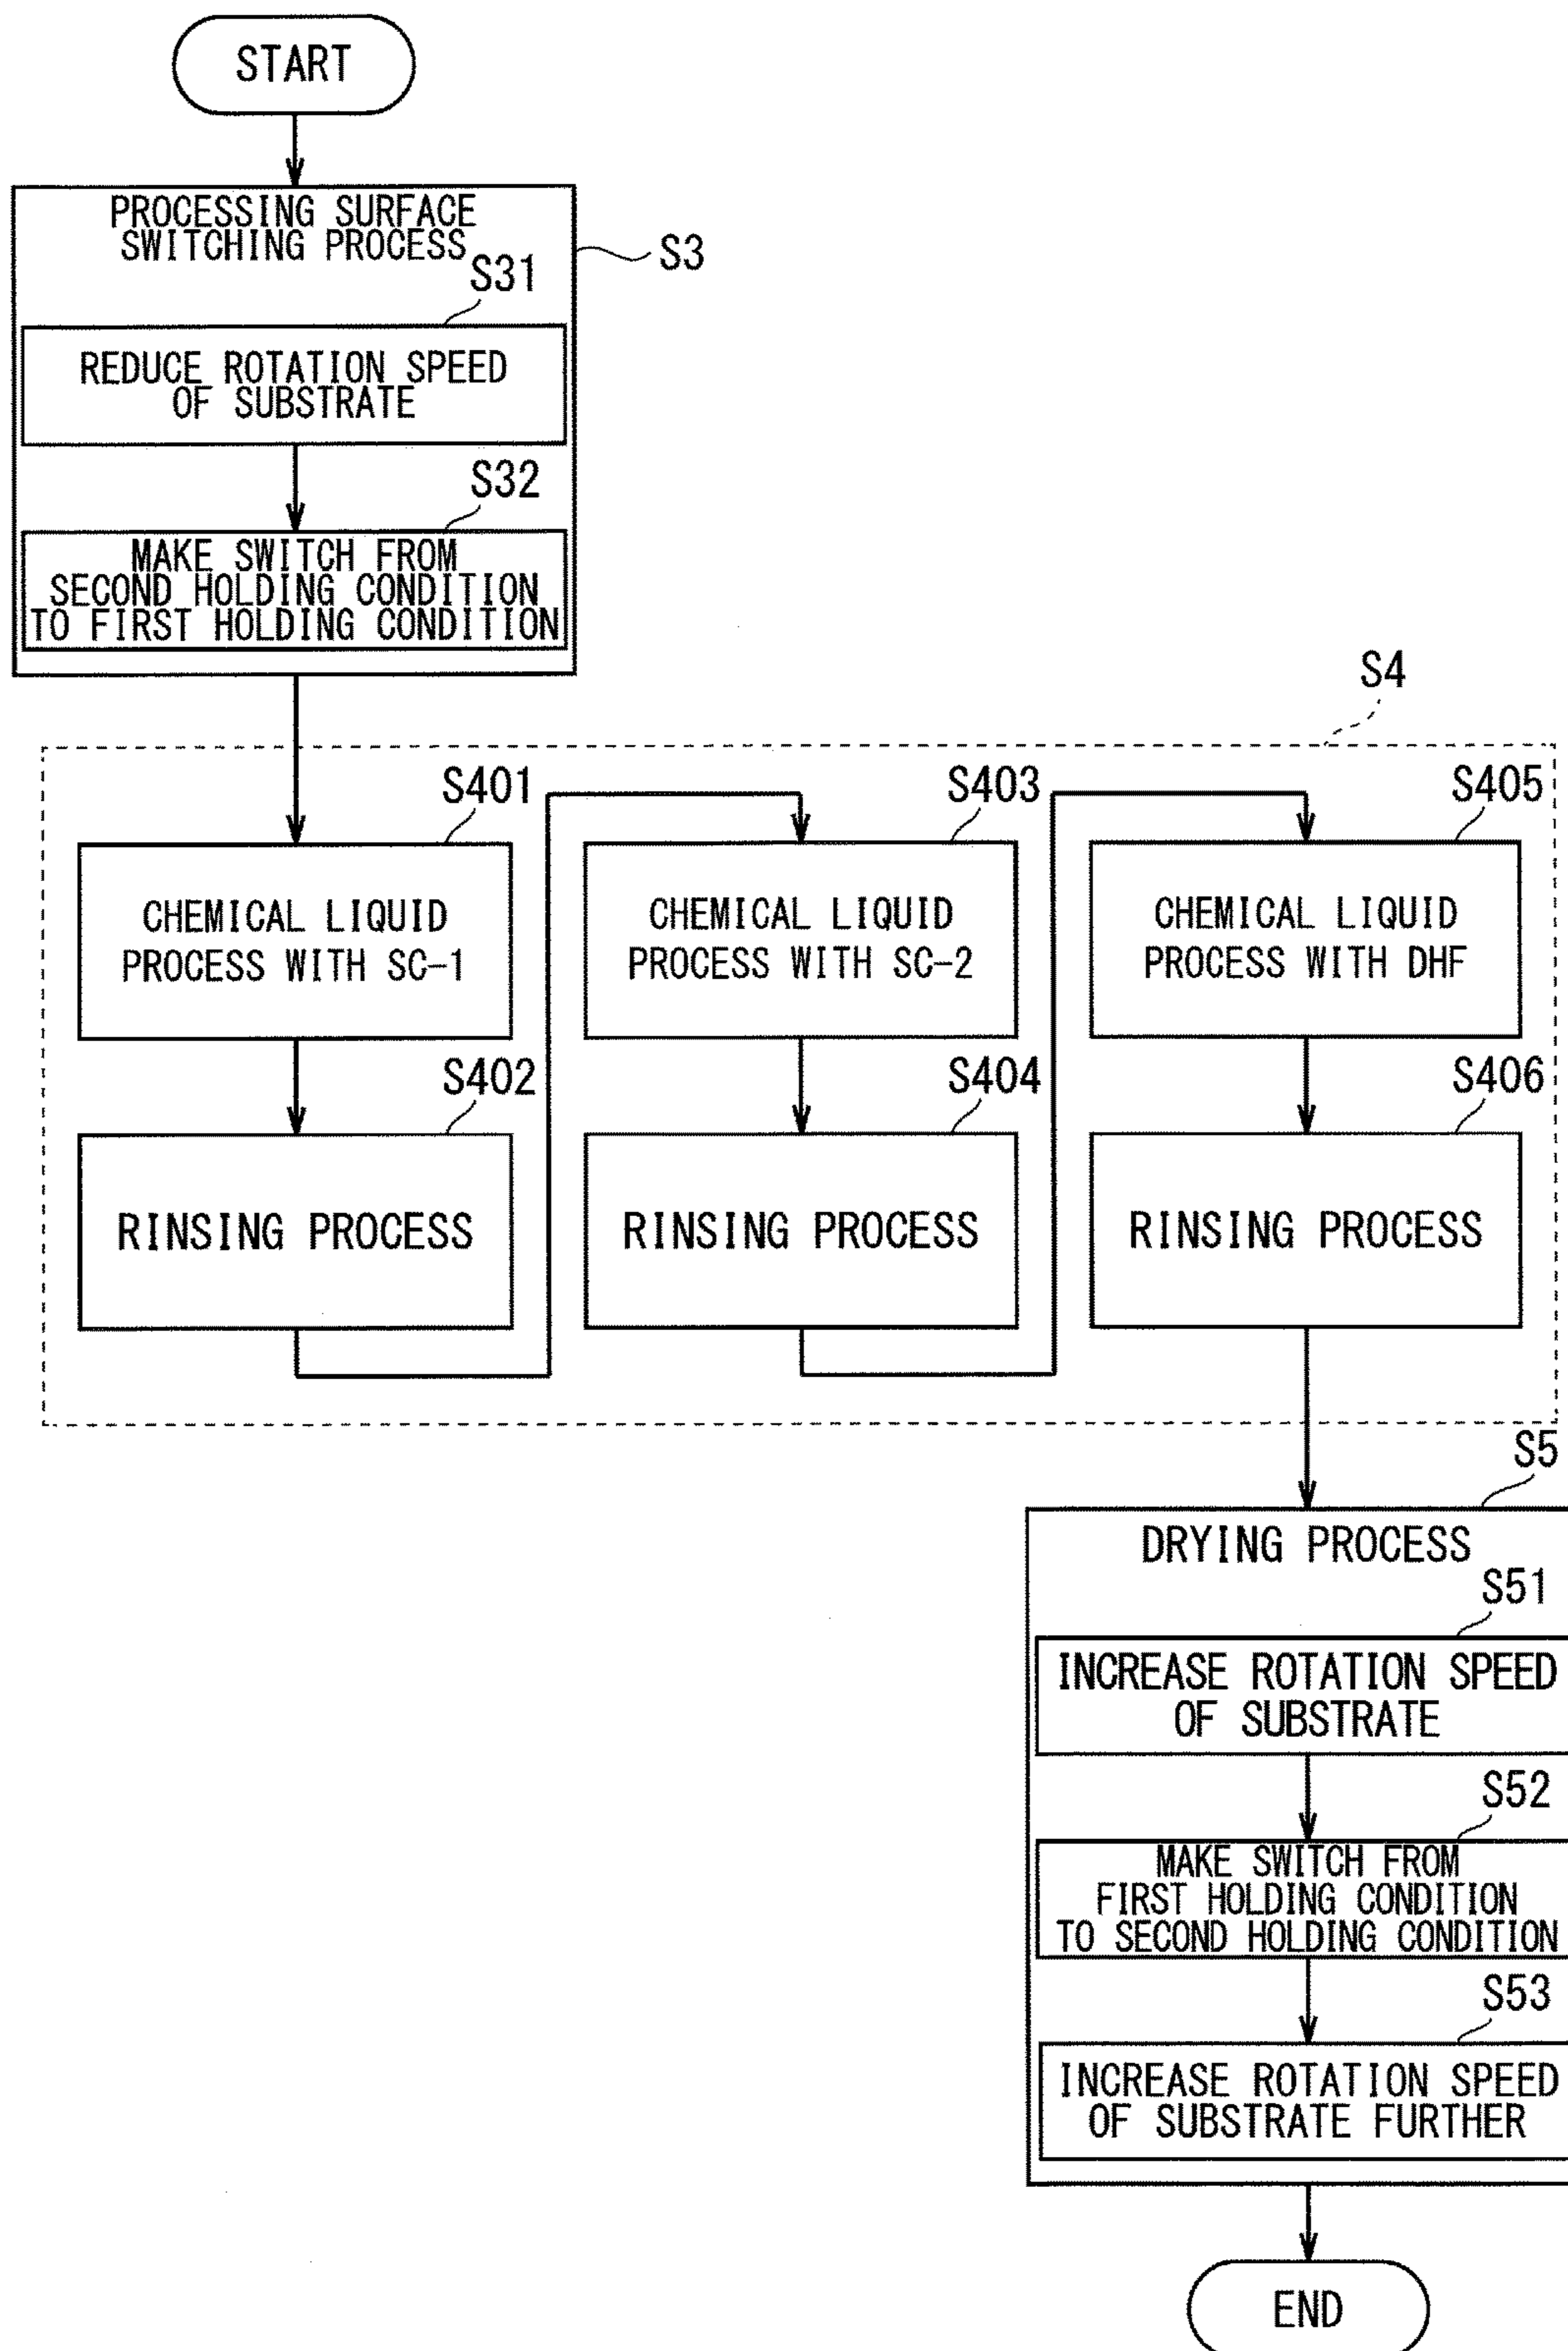 START
PROCESSING SURFACE
SWITCHING PROCESS
S3
S31
REDUCE ROTATION SPEED
OF SUBSTRATE
S32
MAKE SWITCH FROM
SECOND HOLDING CONDITION
TO FIRST HOLDING CONDITION
S4
S401
CHEMICAL LIQUID
PROCESS WITH SC-1
S402
RINSING PROCESS
S403
CHEMICAL LIQUID
PROCESS WITH SC-2
S404
RINSING PROCESS
S405
CHEMICAL LIQUID
PROCESS WITH DHF
S406
RINSING PROCESS
S5
DRYING PROCESS
S51
INCREASE ROTATION SPEED
OF SUBSTRATE
S52
MAKE SWITCH FROM
FIRST HOLDING CONDITION
TO SECOND HOLDING CONDITION
S53
INCREASE ROTATION SPEED
OF SUBSTRATE FURTHER
END